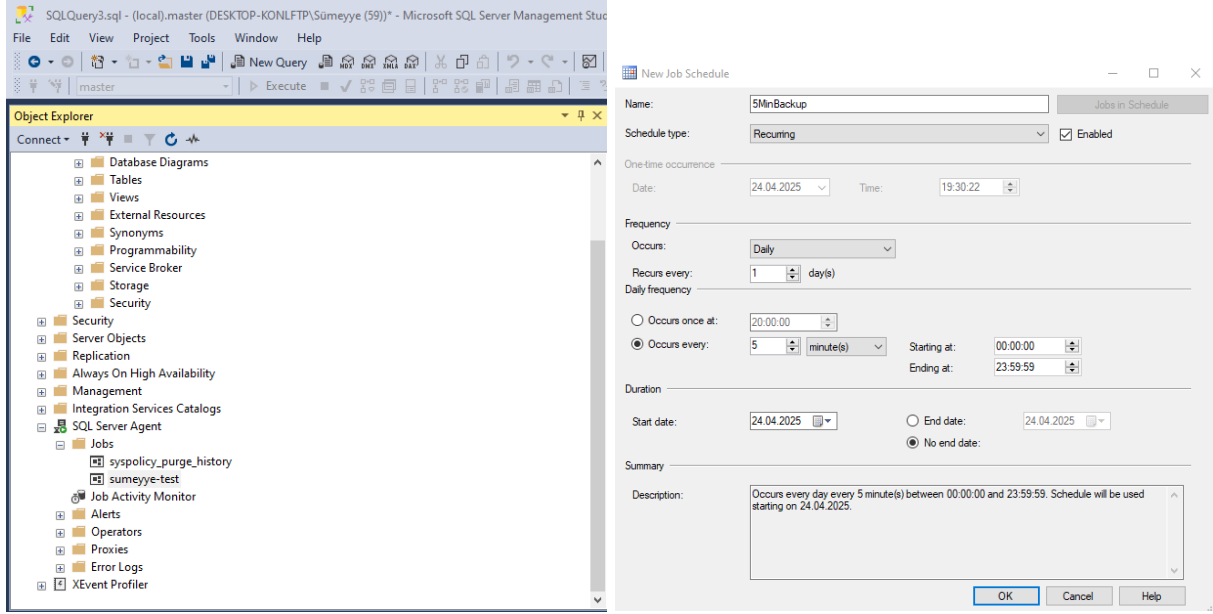 SQLQuery3.sql - (local).master (DESKTOP-KONLFTP\Sümeyye (59))* - Microsoft SQL Server Management Stu
File Edit View Project Tools Window Help
New Query MDX DMX XMLA DAX
master Execute
Object Explorer
Connect
Database Diagrams
Tables
Views
External Resources
Synonyms
Programmability
Service Broker
Storage
Security
Security
Server Objects
Replication
Always On High Availability
Management
Integration Services Catalogs
SQL Server Agent
Jobs
syspolicy_purge_history
sumeyye-test
Job Activity Monitor
Alerts
Operators
Proxies
Error Logs
XEvent Profiler
New Job Schedule
Name: 5MinBackup Jobs in Schedule
Schedule type: Recurring Enabled
One-time occurrence
Date: 24.04.2025 Time: 19:30:22
Frequency
Occurs: Daily
Recurs every: 1 day(s)
Daily frequency
Occurs once at: 20:00:00
Occurs every: 5 minute(s) Starting at: 00:00:00
Ending at: 23:59:59
Duration
Start date: 24.04.2025 End date: 24.04.2025
No end date:
Summary
Description: Occurs every day every 5 minute(s) between 00:00:00 and 23:59:59. Schedule will be used
starting on 24.04.2025.
OK Cancel Help